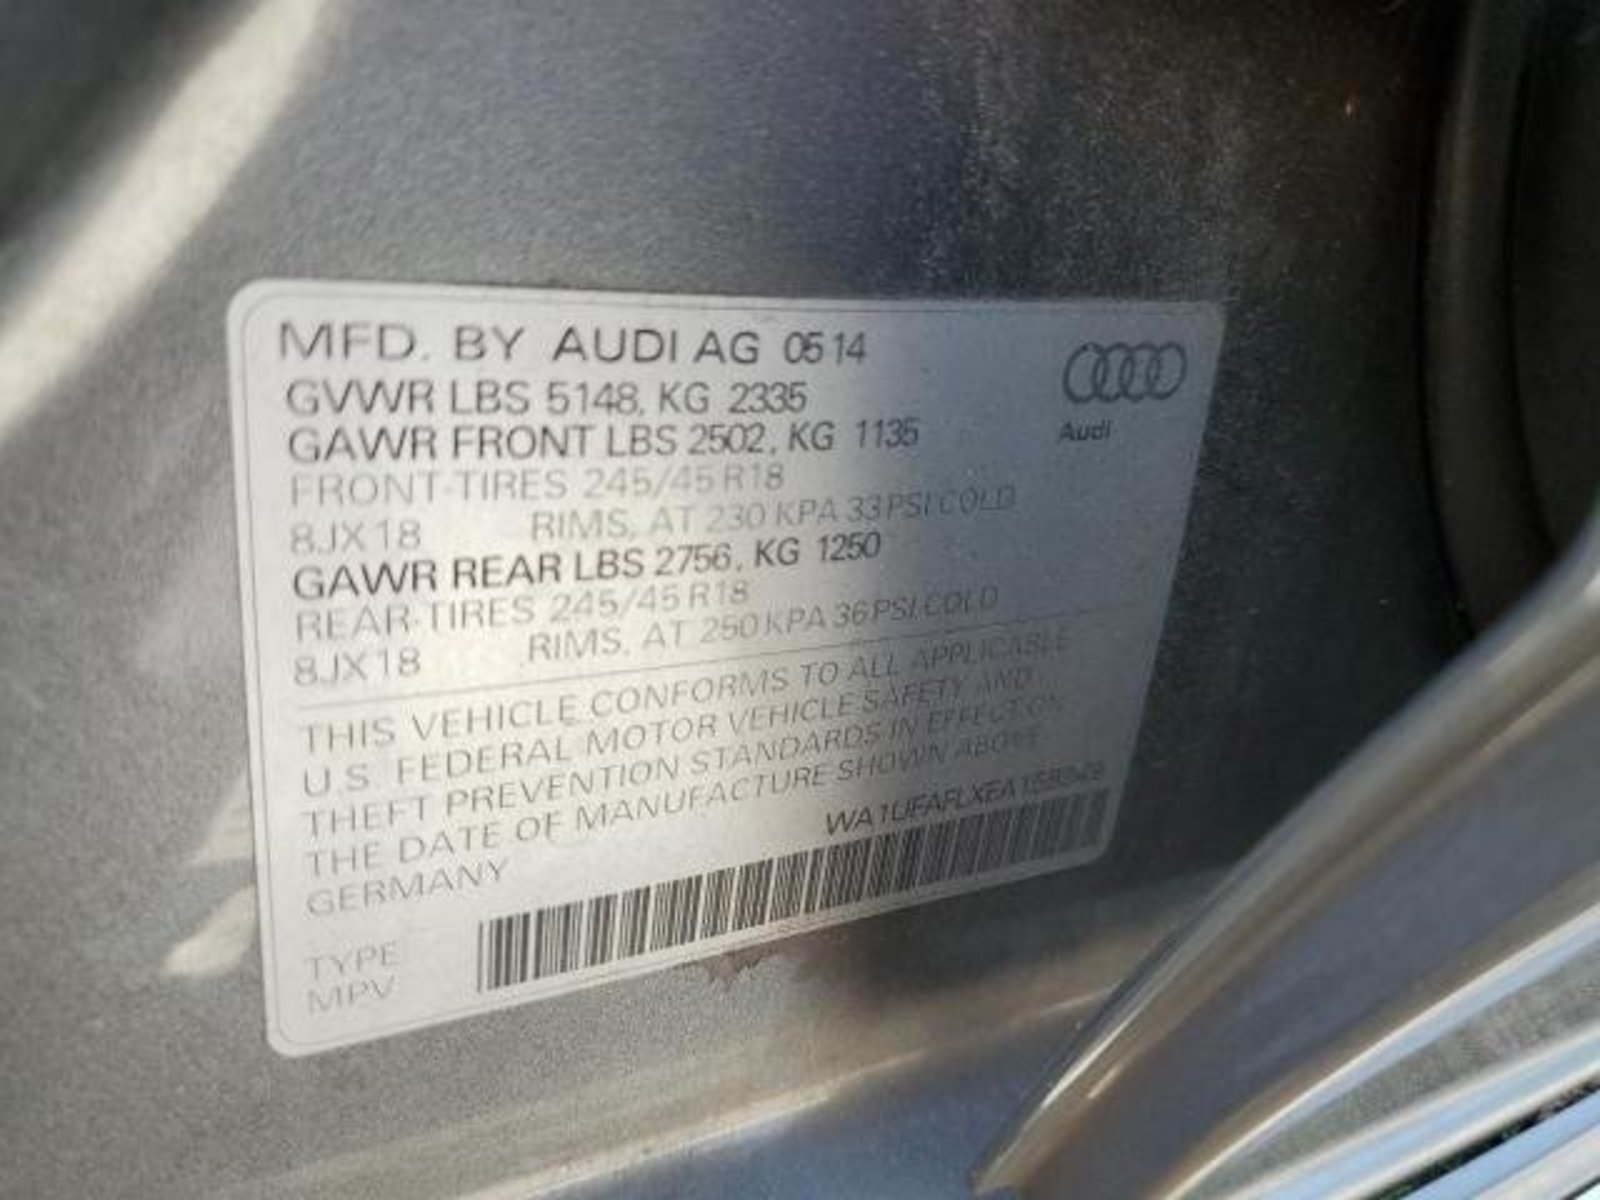 MFD. BY AUDI AG 05 14
GVWR LBS 5148, KG 2335
GAWR FRONT LBS 2502, KG 1135
FRONT-TIRES 245/45 R18
8JX18 RIMS, AT 230 KPA 33 PSI COLD
GAWR REAR LBS 2756, KG 1250
REAR-TIRES 245/45 R18
8JX18 RIMS, AT 250 KPA 36 PSI COLD
THIS VEHICLE CONFORMS TO ALL APPLICABLE
U.S. FEDERAL MOTOR VEHICLE SAFETY AND
THEFT PREVENTION STANDARDS IN EFFECT ON
THE DATE OF MANUFACTURE SHOWN ABOVE
GERMANY
TYPE
MPV
Audi